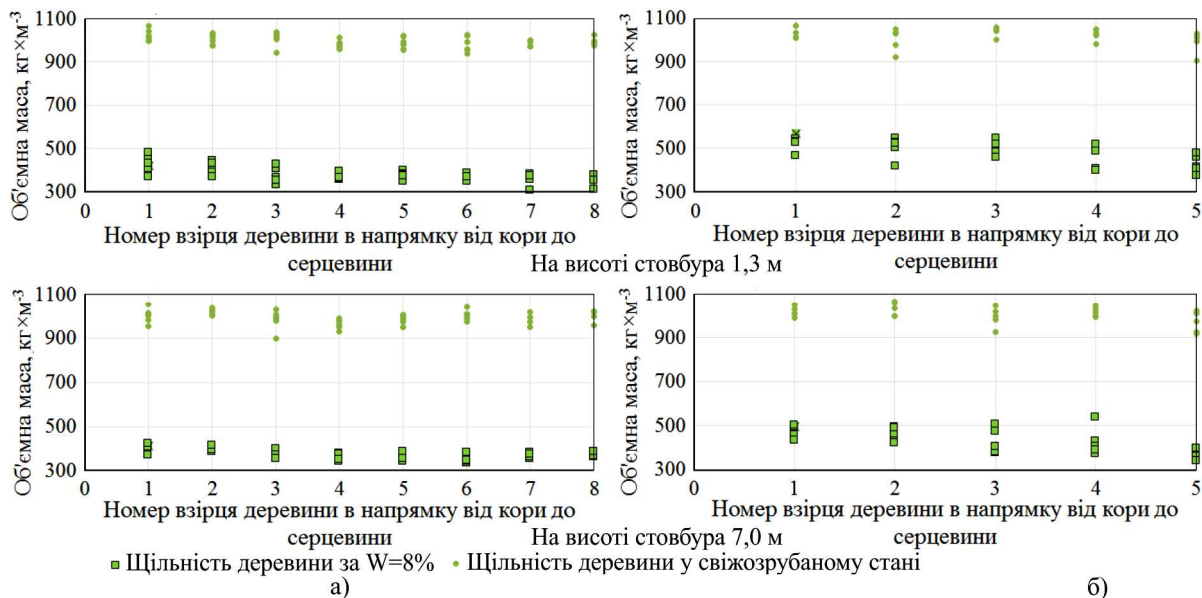 Об'ємна маса, кг×м⁻³
1100
900
700
500
300
0 1 2 3 4 5 6 7 8
Номер взірця деревини в напрямку від кори до
серцевини
Об'ємна маса, кг×м⁻³
1100
900
700
500
300
0 1 2 3 4 5
Номер взірця деревини в напрямку від кори до
серцевини
На висоті стовбура 1,3 м
Об'ємна маса, кг×м⁻³
1100
900
700
500
300
0 1 2 3 4 5 6 7 8
Номер взірця деревини в напрямку від кори до
серцевини
Об'ємна маса, кг×м⁻³
1100
900
700
500
300
0 1 2 3 4 5
Номер взірця деревини в напрямку від кори до
серцевини
На висоті стовбура 7,0 м
Щільність деревини за W=8% Щільність деревини у свіжозрубаному стані
а) б)